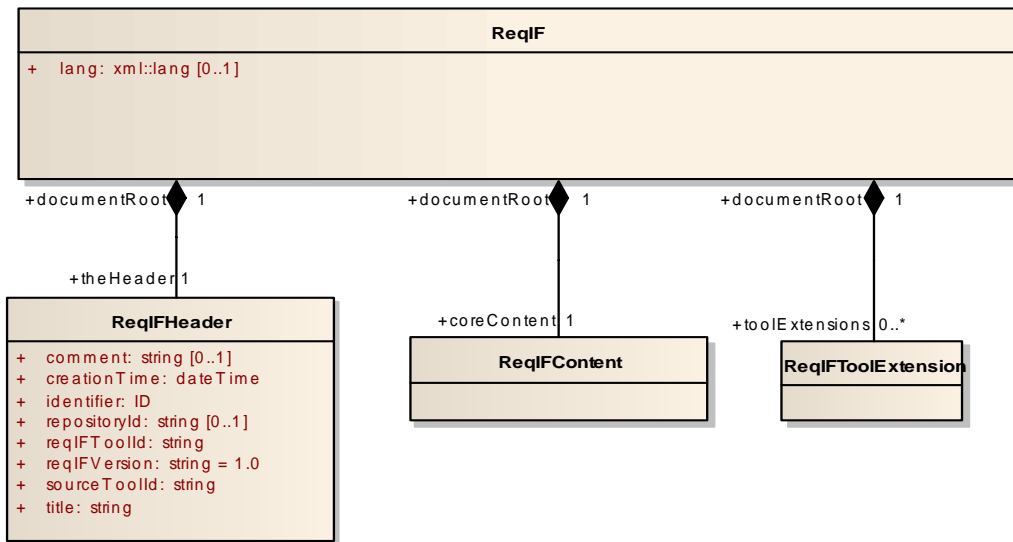 ReqIF
+ lang: xml::lang [0..1]
+documentRoot 1
+documentRoot 1
+documentRoot 1
+theHeader 1
+coreContent 1
+toolExtensions 0..*
ReqIFHeader
+ comment: string [0..1]
+ creationTime: dateTime
+ identifier: ID
+ repositoryId: string [0..1]
+ reqIFToolId: string
+ reqIFVersion: string = 1.0
+ sourceToolId: string
+ title: string
ReqIFContent
ReqIFToolExtension